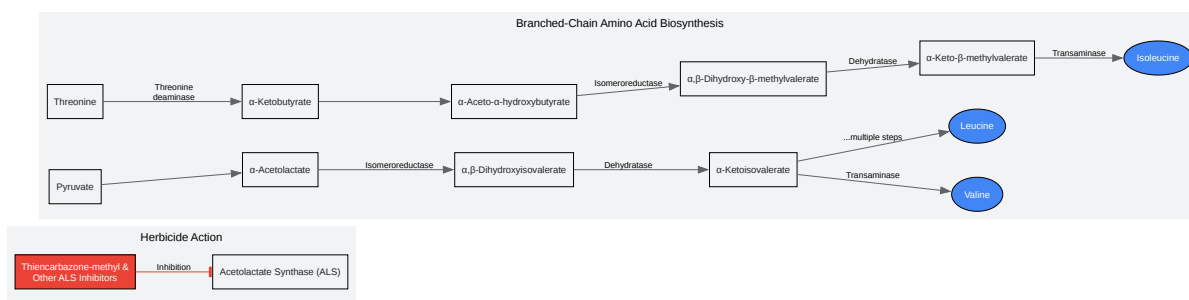 Branched-Chain Amino Acid Biosynthesis
Threonine
Threonine
deaminase
α-Ketobutyrate
α-Aceto-α-hydroxybutyrate
Isomeroreductase
α,β-Dihydroxy-β-methylvalerate
Dehydratase
α-Keto-β-methylvalerate
Transaminase
Isoleucine
Pyruvate
α-Acetolactate
Isomeroreductase
α,β-Dihydroxyisovalerate
Dehydratase
α-Ketoisovalerate
...multiple steps
Leucine
Transaminase
Valine
Herbicide Action
Thiencarbazone-methyl &
Other ALS Inhibitors
Inhibition
Acetolactate Synthase (ALS)